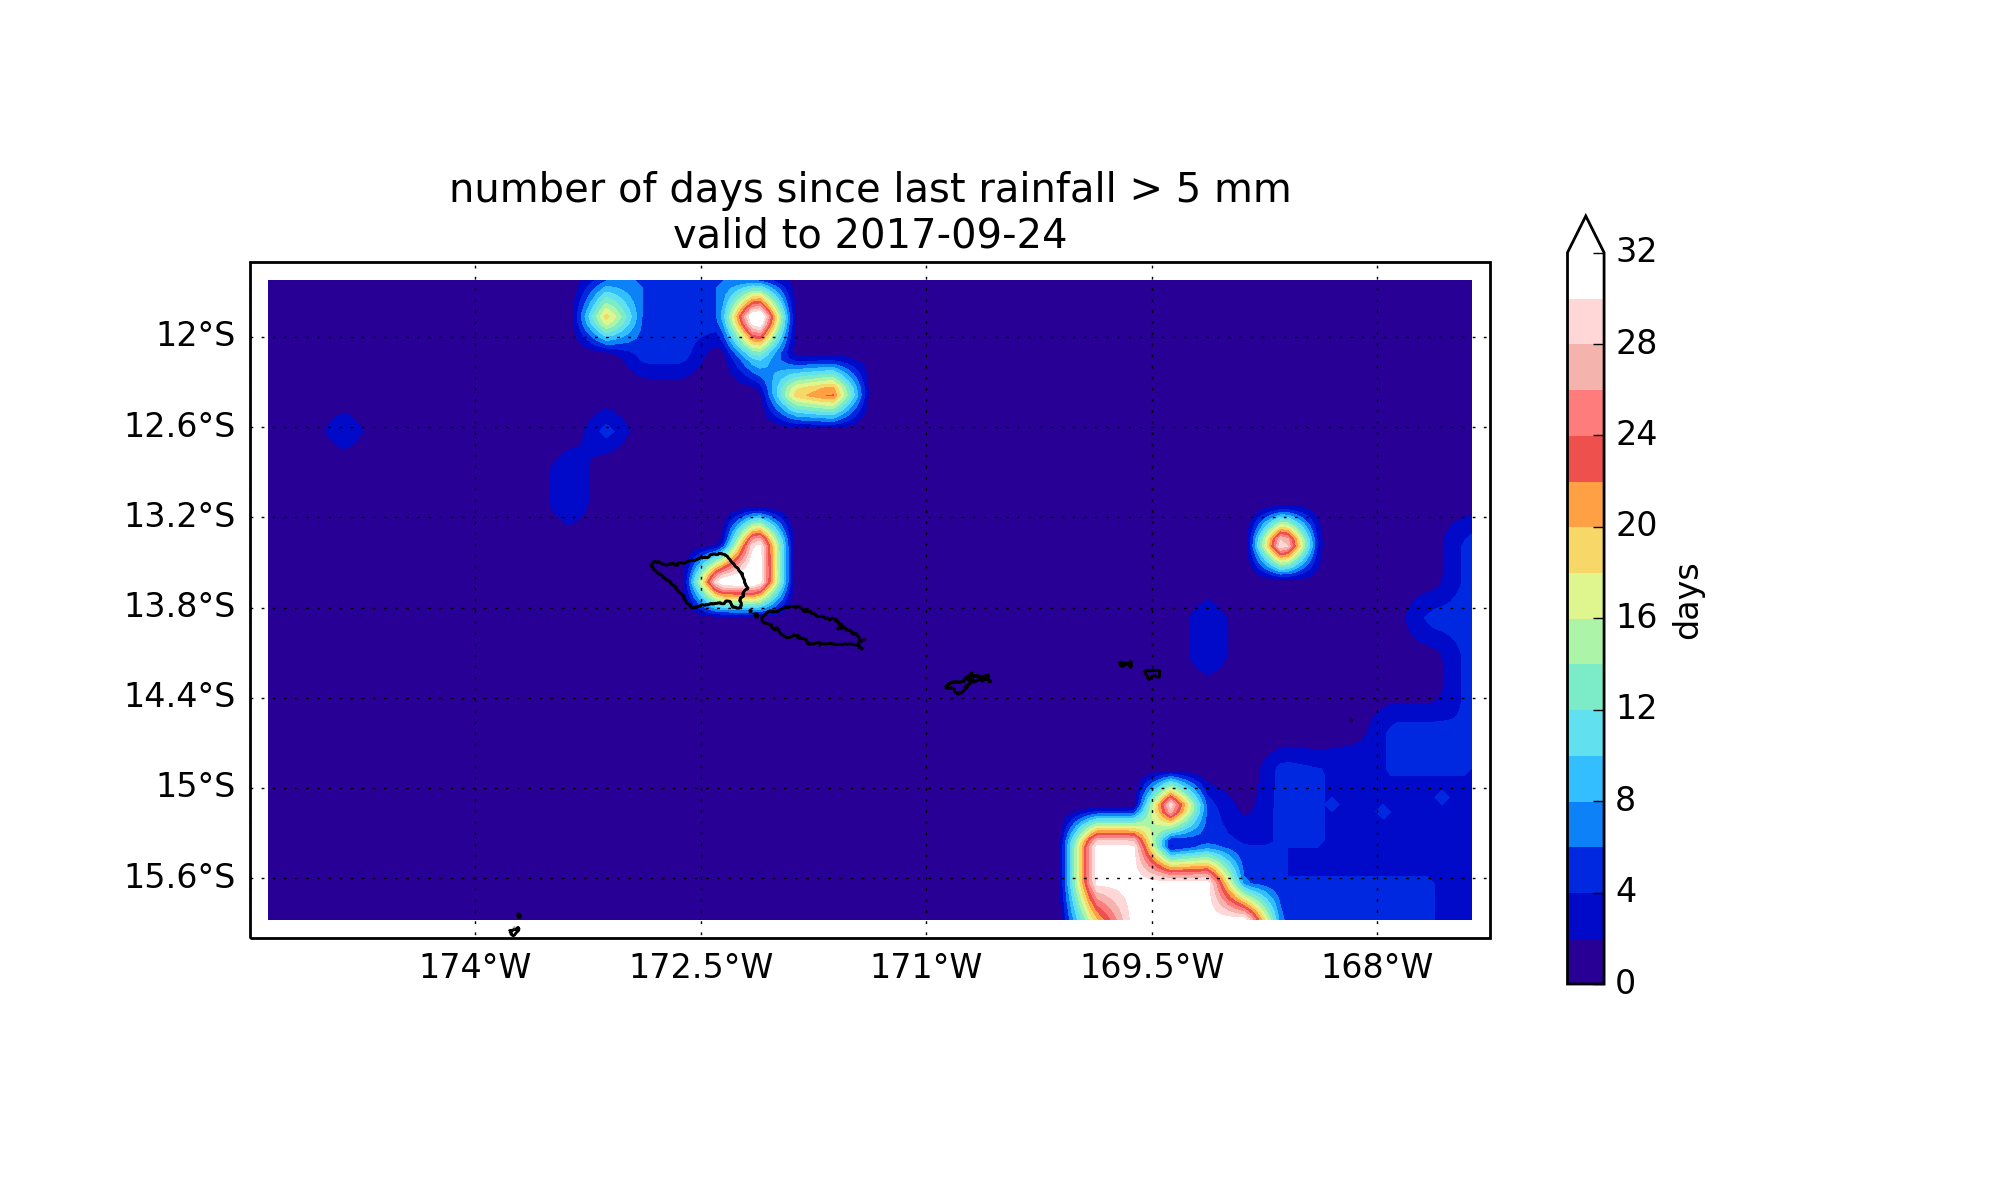 number of days since last rainfall > 5 mm
valid to 2017-09-24
12°S
12.6°S
13.2°S
13.8°S
14.4°S
15°S
15.6°S
174°W
172.5°W
171°W
169.5°W
168°W
32
28
24
20
16
12
8
4
0
days